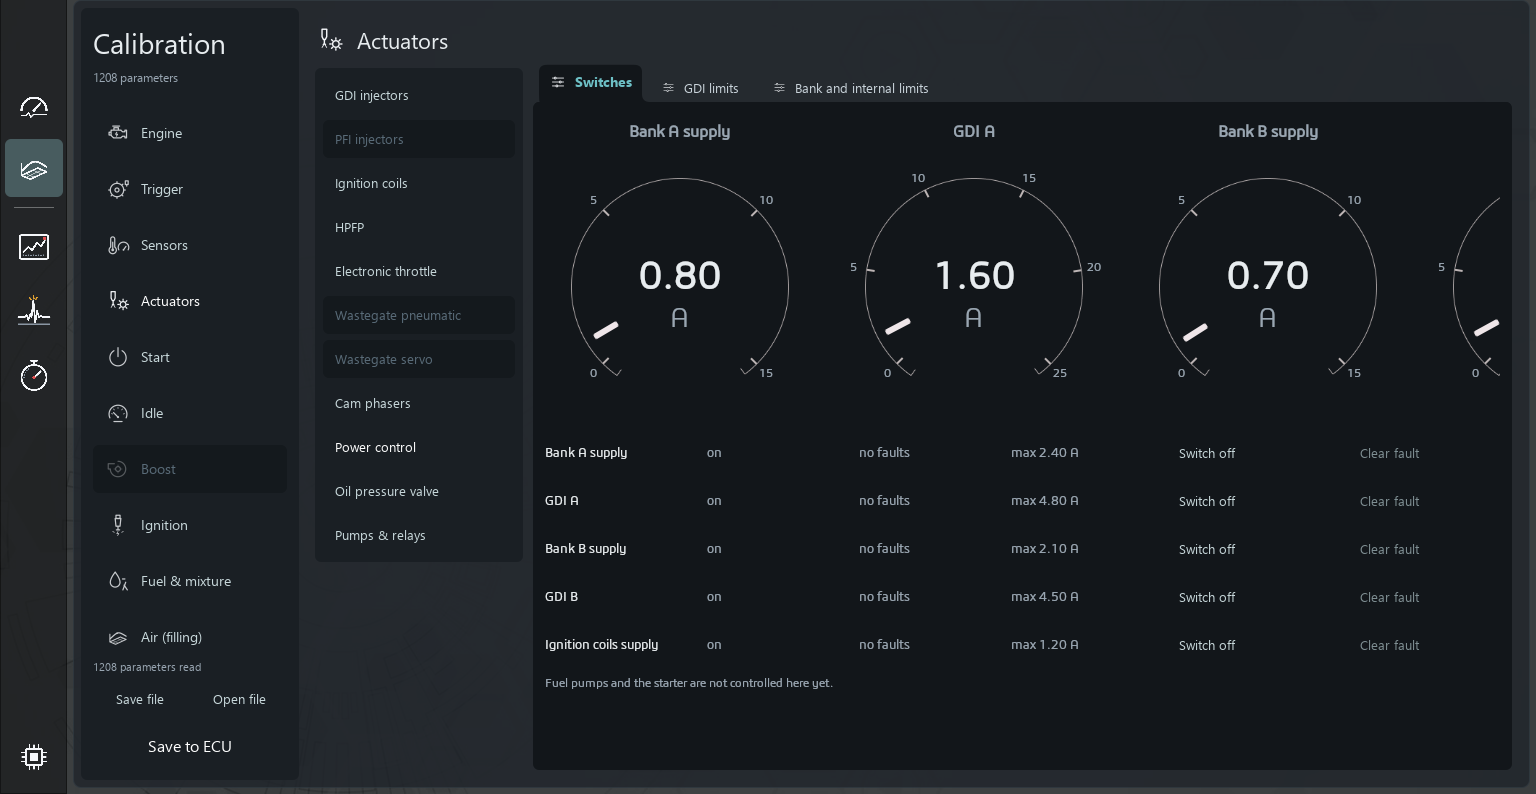 Calibration
1208 parameters
Engine
Trigger
Sensors
Actuators
Start
Idle
Boost
Ignition
Fuel & mixture
Air (filling)
1208 parameters read
Save file Open file
Save to ECU
Actuators
GDI injectors
PFI injectors
Ignition coils
HPFP
Electronic throttle
Wastegate pneumatic
Wastegate servo
Cam phasers
Power control
Oil pressure valve
Pumps & relays
Switches GDI limits Bank and internal limits
Bank A supply
0 5 10 15
0.80
A
GDI A
0 5 10 15 20 25
1.60
A
Bank B supply
0 5 10 15
0.70
A
0 5
Bank A supply on no faults max 2.40 A Switch off Clear fault
GDI A on no faults max 4.80 A Switch off Clear fault
Bank B supply on no faults max 2.10 A Switch off Clear fault
GDI B on no faults max 4.50 A Switch off Clear fault
Ignition coils supply on no faults max 1.20 A Switch off Clear fault
Fuel pumps and the starter are not controlled here yet.